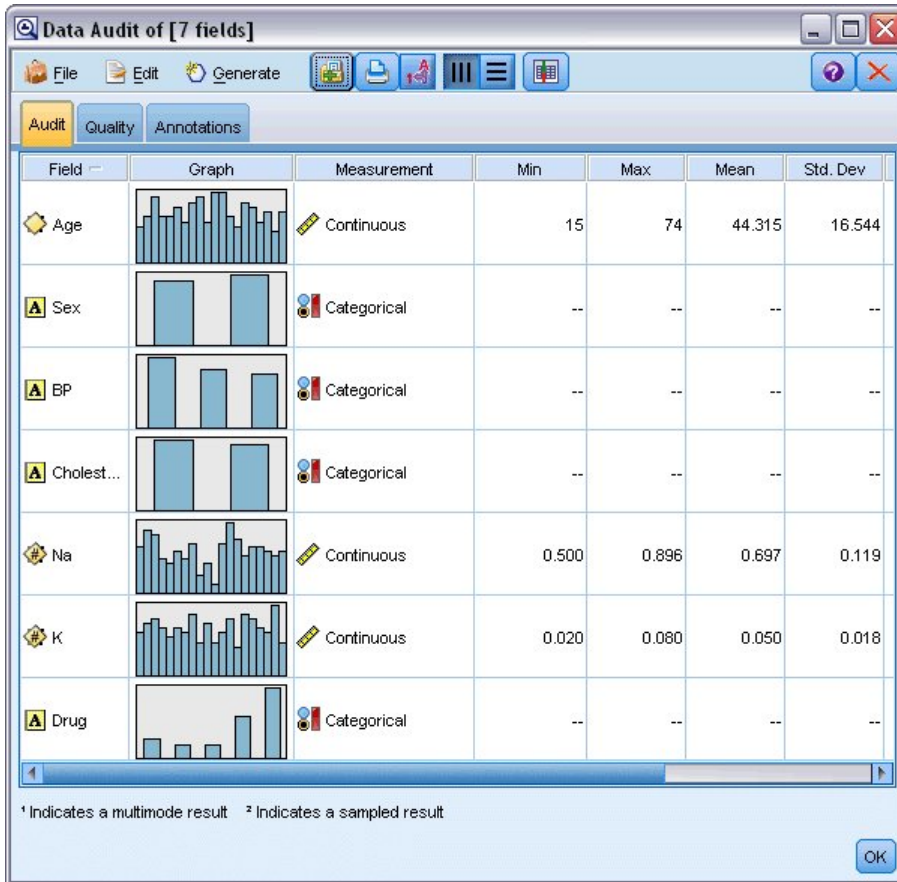 Data Audit of [7 fields]
File Edit Generate
Audit Quality Annotations
Field Graph Measurement Min Max Mean Std. Dev
Age Continuous 15 74 44.315 16.544
A Sex Categorical -- -- -- --
A BP Categorical -- -- -- --
A Cholest... Categorical -- -- -- --
# Na Continuous 0.500 0.896 0.697 0.119
# K Continuous 0.020 0.080 0.050 0.018
A Drug Categorical -- -- -- --
¹ Indicates a multimode result ² Indicates a sampled result
OK